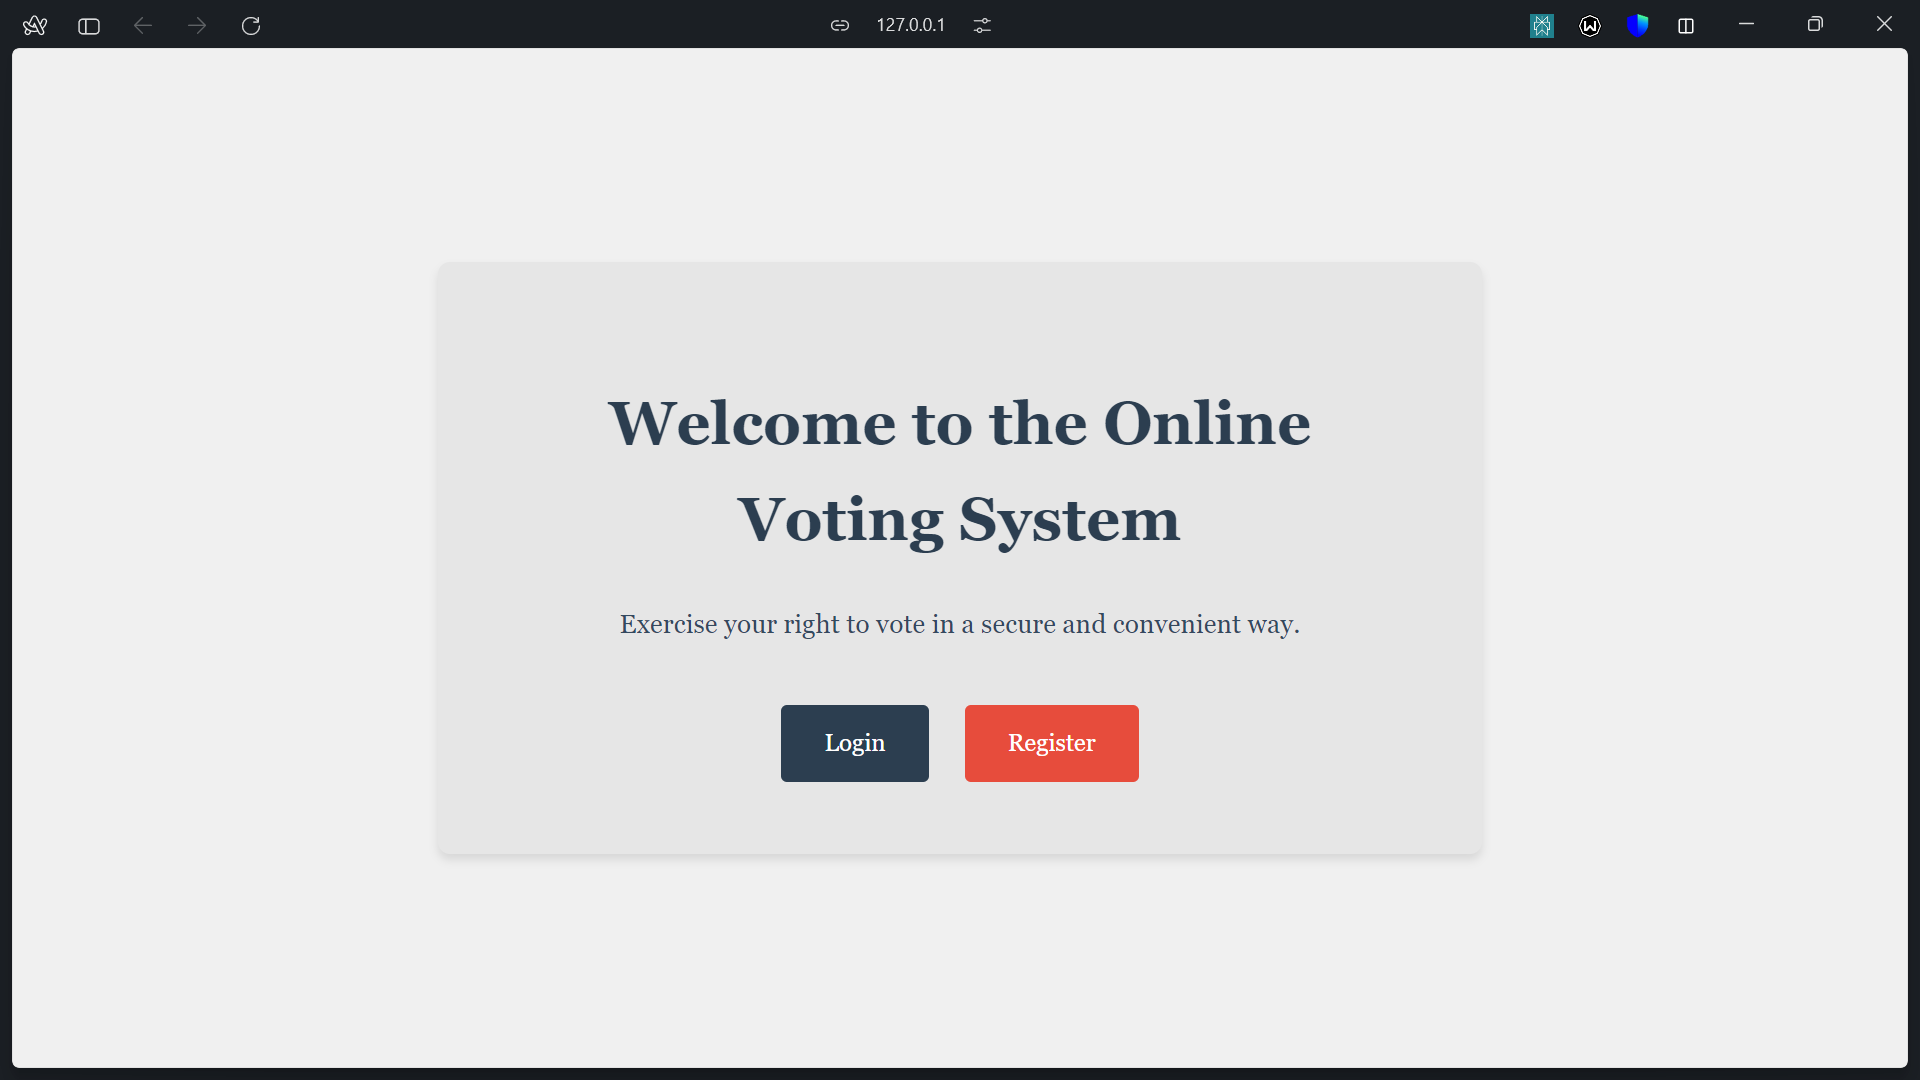 127.0.0.1
Welcome to the Online
Voting System
Exercise your right to vote in a secure and convenient way.
Login
Register